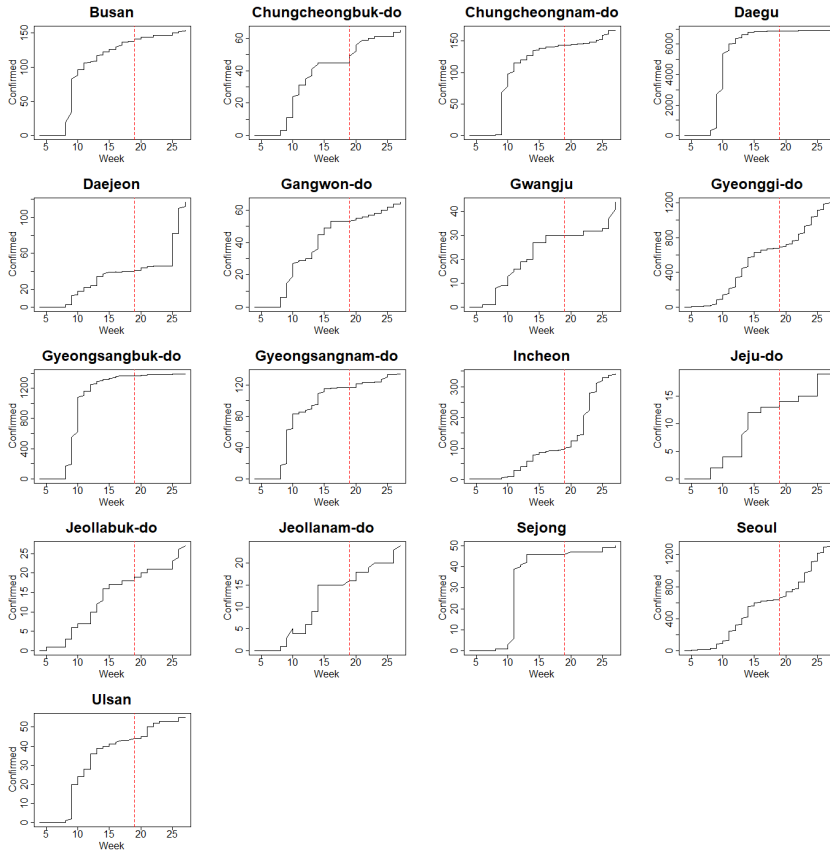 Busan
Confirmed
0 50 100 150
5 10 15 20 25
Week
Chungcheongbuk-do
Confirmed
0 20 40 60
5 10 15 20 25
Week
Chungcheongnam-do
Confirmed
0 50 100 150
5 10 15 20 25
Week
Daegu
Confirmed
0 2000 4000 6000
5 10 15 20 25
Week
Daejeon
Confirmed
0 20 60 100
5 10 15 20 25
Week
Gangwon-do
Confirmed
0 20 40 60
5 10 15 20 25
Week
Gwangju
Confirmed
0 10 20 30 40
5 10 15 20 25
Week
Gyeonggi-do
Confirmed
0 400 800 1200
5 10 15 20 25
Week
Gyeongsangbuk-do
Confirmed
0 400 800 1200
5 10 15 20 25
Week
Gyeongsangnam-do
Confirmed
0 40 80 120
5 10 15 20 25
Week
Incheon
Confirmed
0 100 200 300
5 10 15 20 25
Week
Jeju-do
Confirmed
0 5 10 15
5 10 15 20 25
Week
Jeollabuk-do
Confirmed
0 5 10 15 20 25
5 10 15 20 25
Week
Jeollanam-do
Confirmed
0 5 10 15 20
5 10 15 20 25
Week
Sejong
Confirmed
0 10 20 30 40 50
5 10 15 20 25
Week
Seoul
Confirmed
0 400 800 1200
5 10 15 20 25
Week
Ulsan
Confirmed
0 10 20 30 40 50
5 10 15 20 25
Week